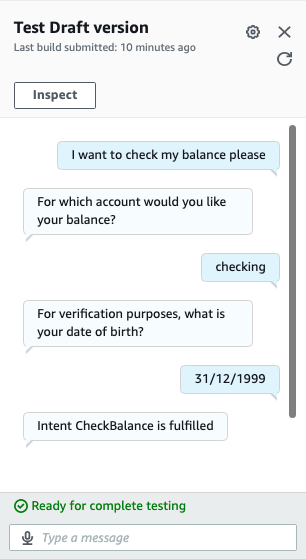 Test Draft version
Last build submitted: 10 minutes ago
Inspect
I want to check my balance please
For which account would you like
your balance?
checking
For verification purposes, what is
your date of birth?
31/12/1999
Intent CheckBalance is fulfilled
Ready for complete testing
Type a message